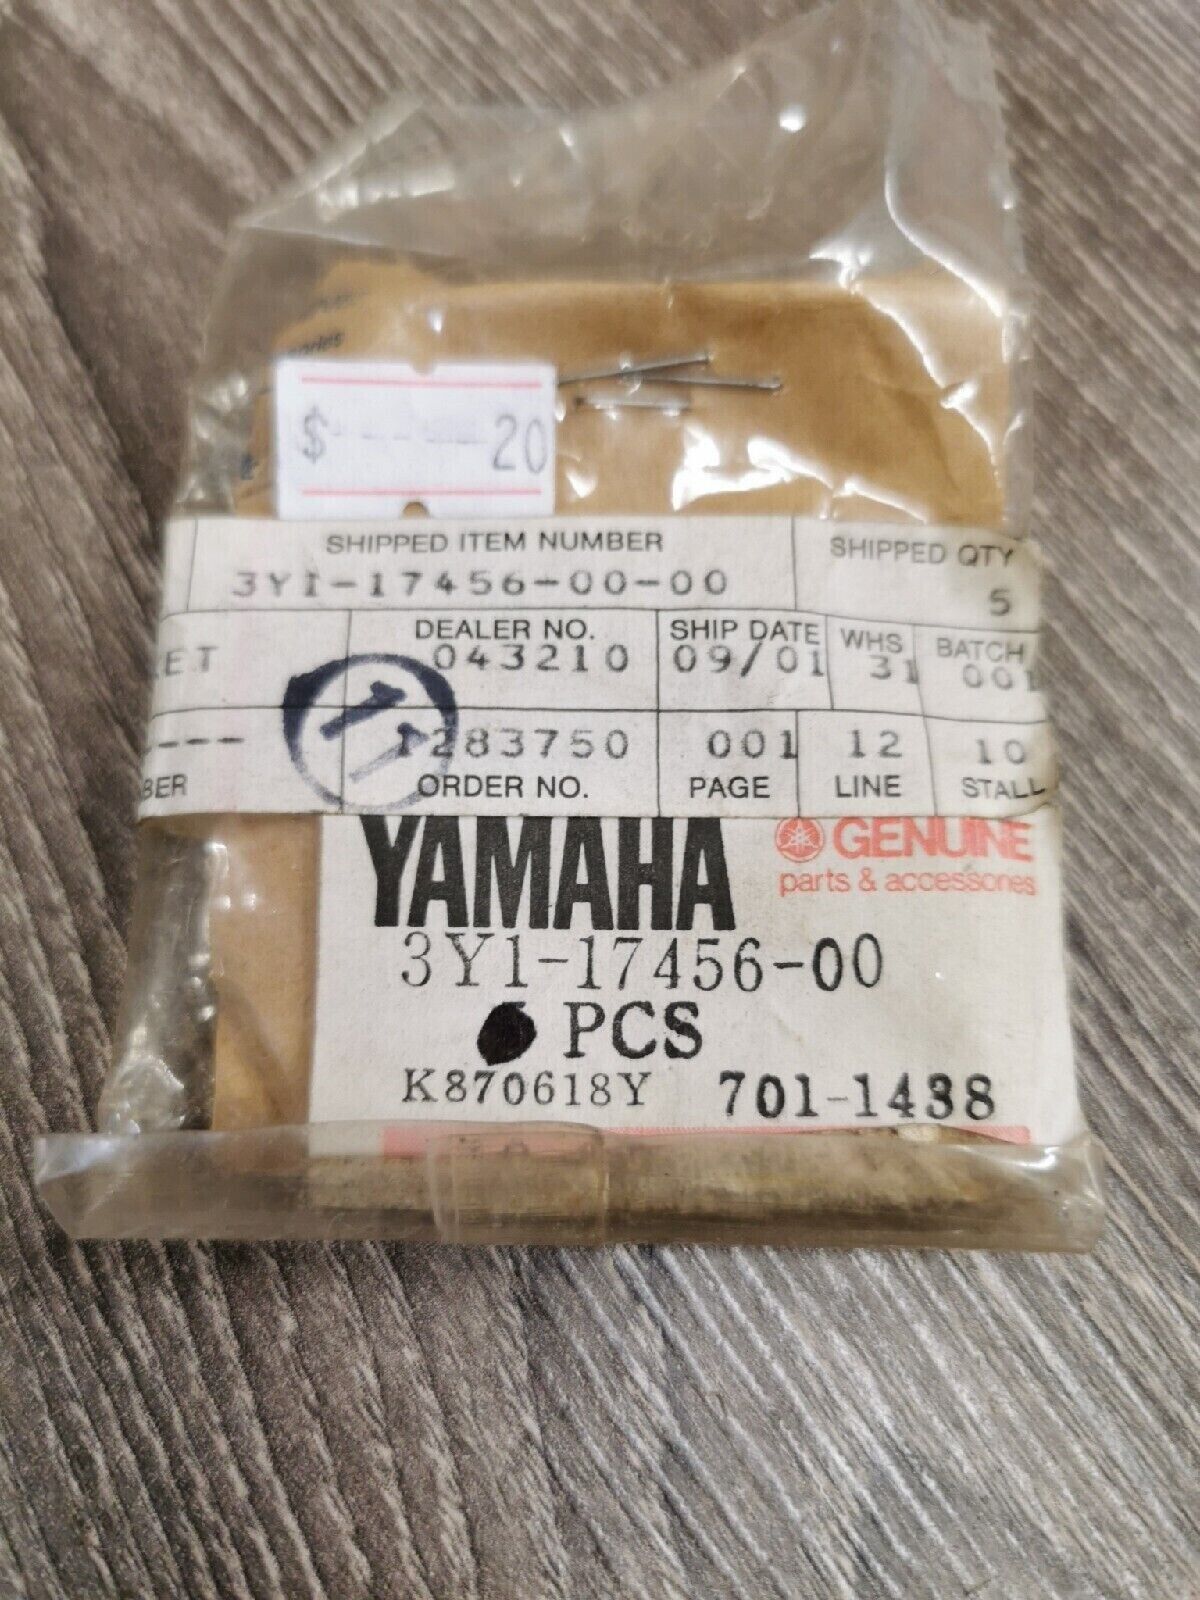 $-----20
SHIPPED ITEM NUMBER
SHIPPED QTY
3Y1-17456-00-00
5
DEALER NO.
SHIP DATE
WHS
BATCH
043210
09/01
31
001
17
----
1283750
001
12
10
ORDER NO.
PAGE
LINE
STALL
YAMAHA
GENUINE
parts & accessories
3Y1-17456-00
PCS
K870618Y 701-1438